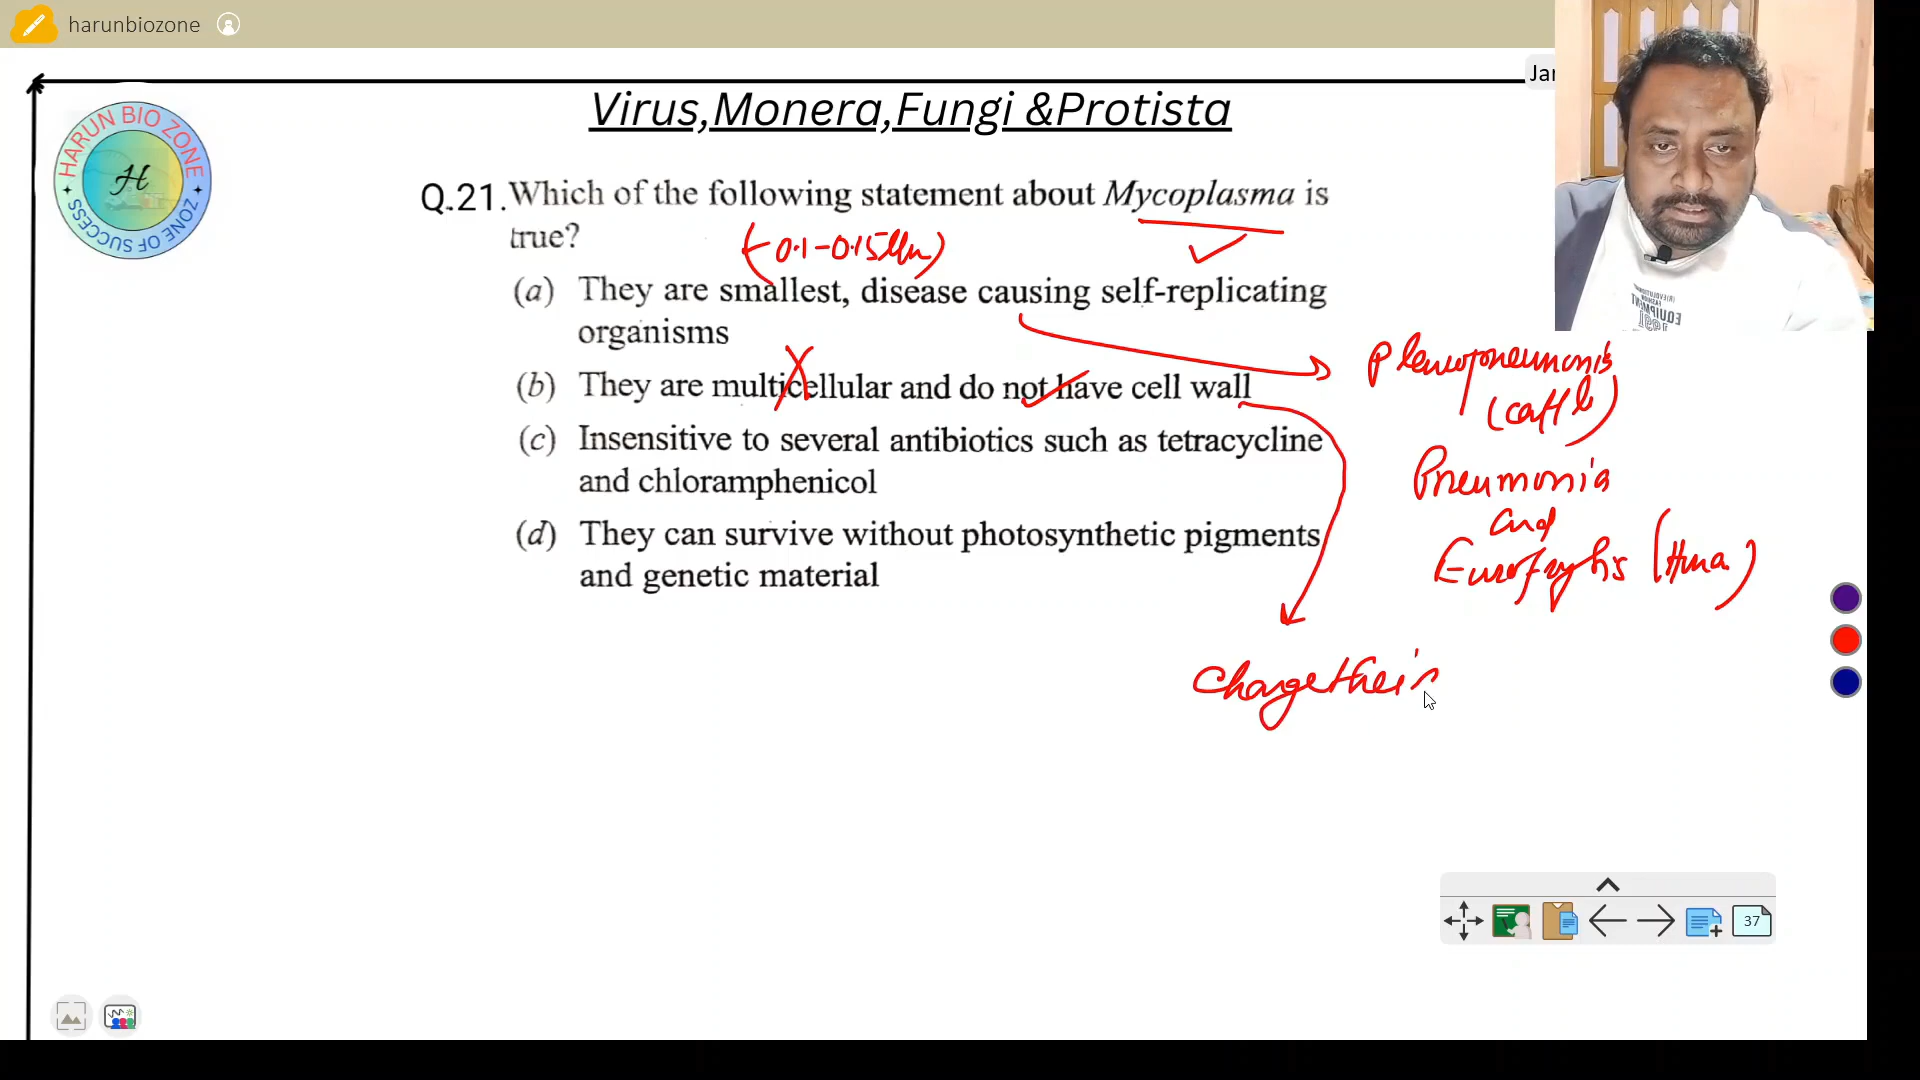 harunbiozone
Jan
HARUN BIO ZONE
H
ZONE OF SUCCESS
Virus,Monera,Fungi &Protista
Q.21. Which of the following statement about Mycoplasma is
true?
(0.1-0.15µm)
(a) They are smallest, disease causing self-replicating
organisms
(b) They are multicellular and do not have cell wall
(c) Insensitive to several antibiotics such as tetracycline
and chloramphenicol
(d) They can survive without photosynthetic pigments
and genetic material
(cattle)
Pneumonia
and
Change their
37